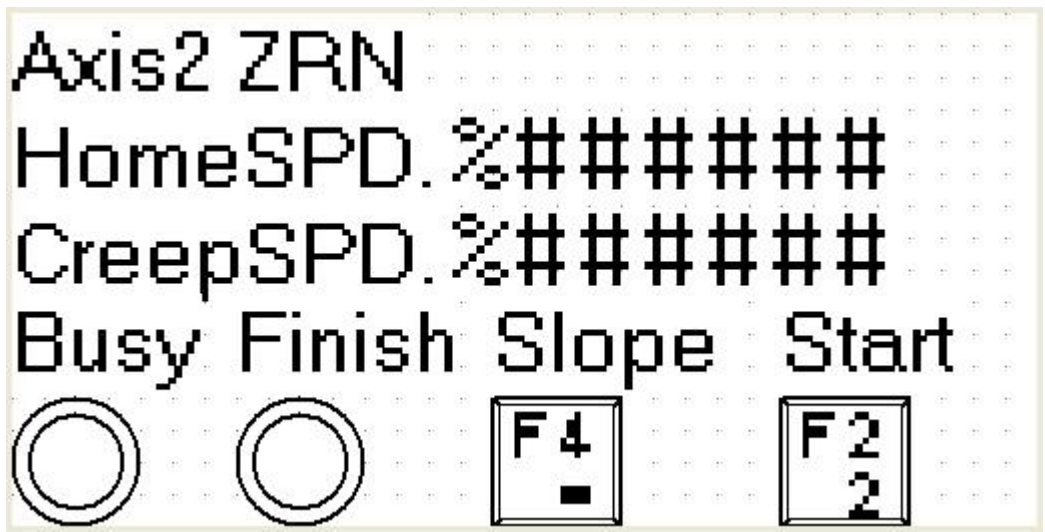 Axis2 ZRN
HomeSPD. %######
CreepSPD. %######
Busy Finish Slope Start
F4 F2
- 2